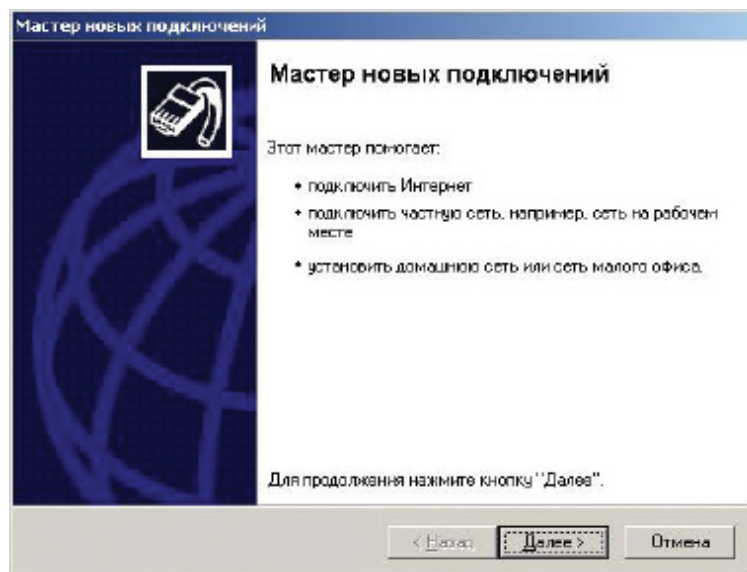 Мастер новых подключений
Мастер новых подключений
Этот мастер помогает:
• подключить Интернет
• подключить частную сеть, например, сеть на рабочем
месте
• установить домашнюю сеть или сеть малого офиса.
Для продолжения нажмите кнопку "Далее".
< Назад Далее > Отмена